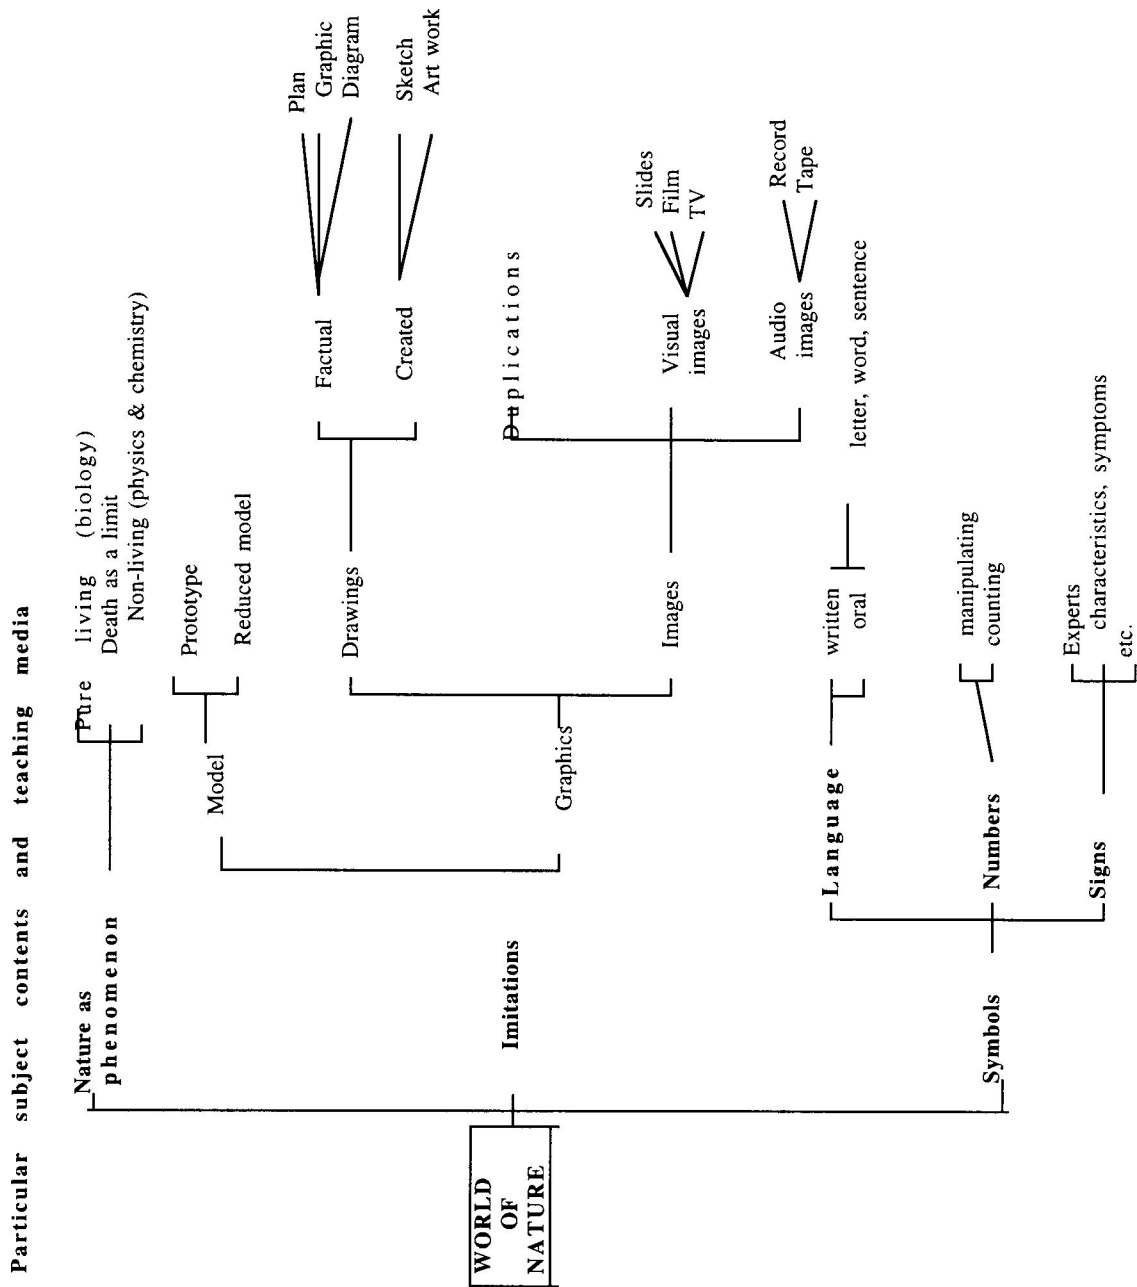 Particular subject contents and teaching media
WORLD
OF
NATURE
Nature as
phenomenon
Pure living (biology)
Death as a limit
Non-living (physics & chemistry)
Imitations
Model
Prototype
Reduced model
Graphics
Drawings
Factual
Plan
Graphic
Diagram
Created
Sketch
Art work
Images
Duplications
Visual
images
Slides
Film
TV
Audio
images
Record
Tape
Symbols
Language
written
oral
letter, word, sentence
Numbers
manipulating
counting
Signs
Experts
characteristics, symptoms
etc.